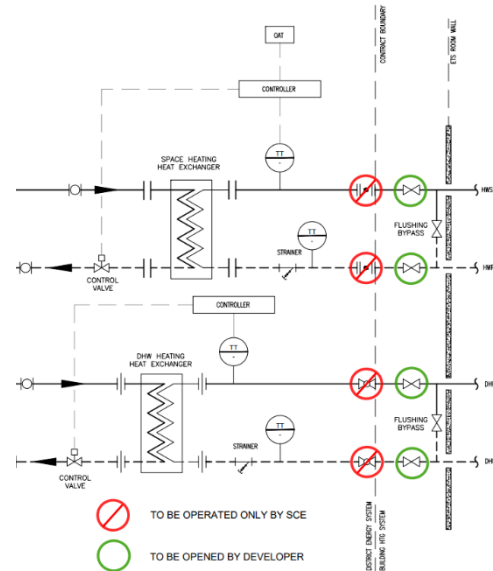 OAT
CONTROLLER
CONTRACT BOUNDARY
ETS ROOM WALL
SPACE HEATING
HEAT EXCHANGER
TT
-
HWS
FLUSHING
BYPASS
TT
-
STRAINER
HWR
CONTROL
VALVE
CONTROLLER
DHW HEATING
HEAT EXCHANGER
TT
-
FLUSHING
BYPASS
TT
-
STRAINER
CONTROL
VALVE
DISTRICT ENERGY SYSTEM
BUILDING HTG SYSTEM
TO BE OPERATED ONLY BY SCE
TO BE OPENED BY DEVELOPER